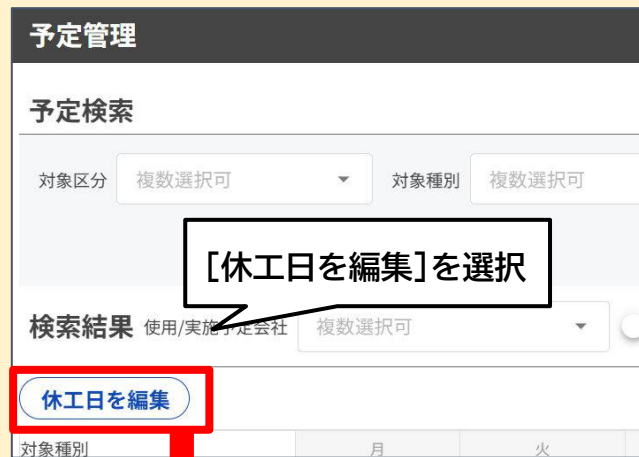 予定管理
予定検索
対象区分 複数選択可 対象種別 複数選択可
[休工日を編集]を選択
検索結果 使用/実施予定会社 複数選択可
休工日を編集
対象種別 月 火